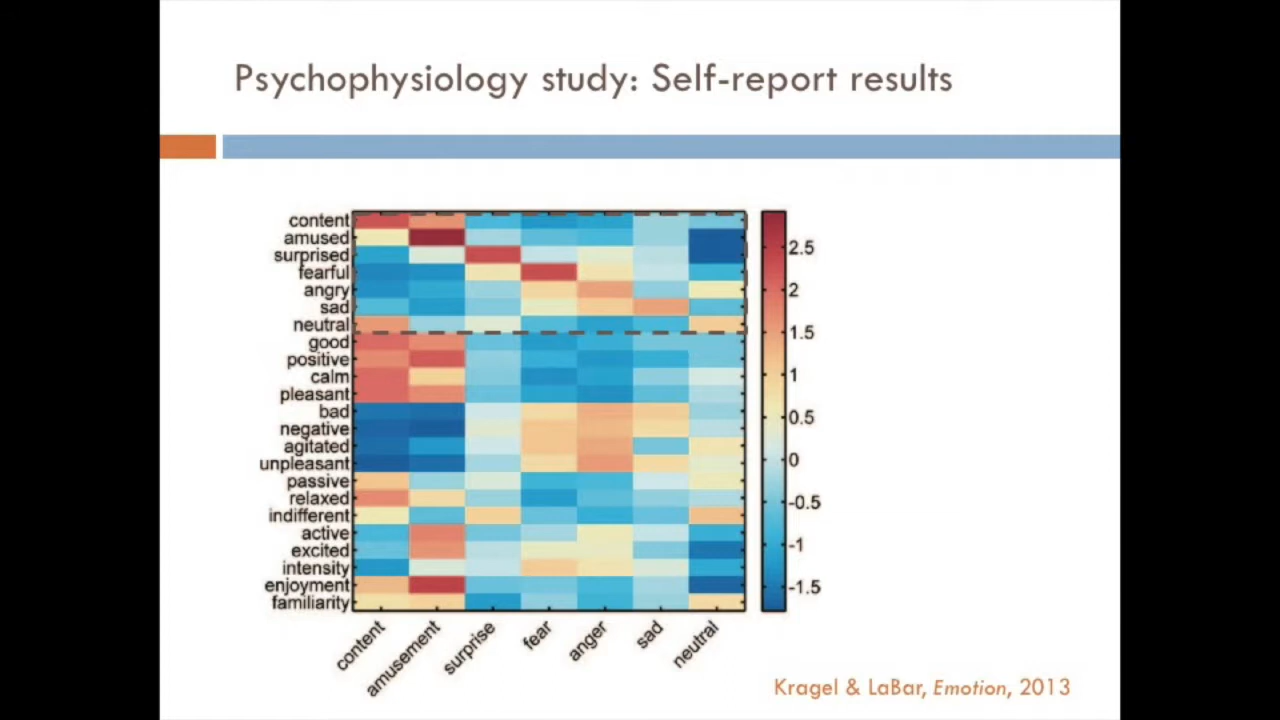 Psychophysiology study: Self-report results
content
amused
surprised
fearful
angry
sad
neutral
good
positive
calm
pleasant
bad
negative
agitated
unpleasant
passive
relaxed
indifferent
active
excited
intensity
enjoyment
familiarity
content
amusement
surprise
fear
anger
sad
neutral
2.5
2
1.5
1
0.5
0
-0.5
-1
-1.5
Kragel & LaBar, Emotion, 2013